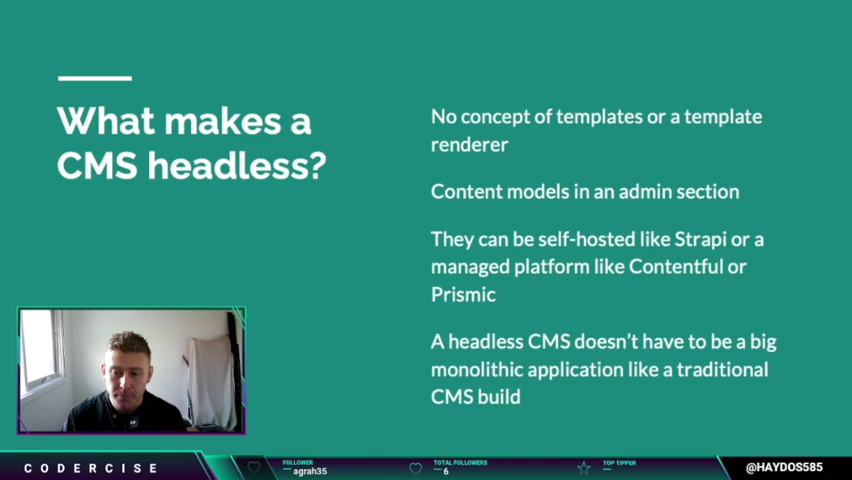 What makes a
CMS headless?
No concept of templates or a template
renderer
Content models in an admin section
They can be self-hosted like Strapi or a
managed platform like Contentful or
Prismic
A headless CMS doesn't have to be a big
monolithic application like a traditional
CMS build
CODERCISE
FOLLOWER
agrah35
TOTAL FOLLOWERS
6
TOP TIPPER
@HAYDOS585